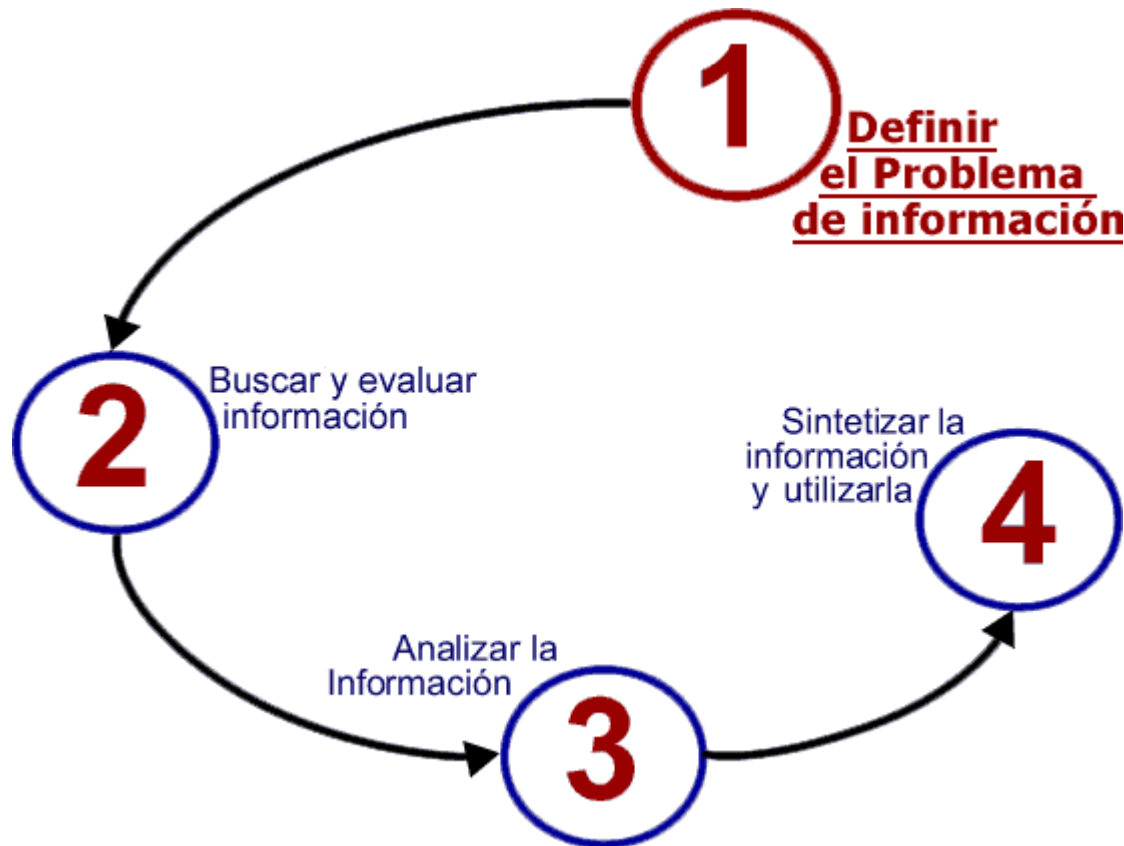 1
Definir
el Problema
de información
2
Buscar y evaluar
información
3
Analizar la
Información
4
Sintetizar la
información
y utilizarla